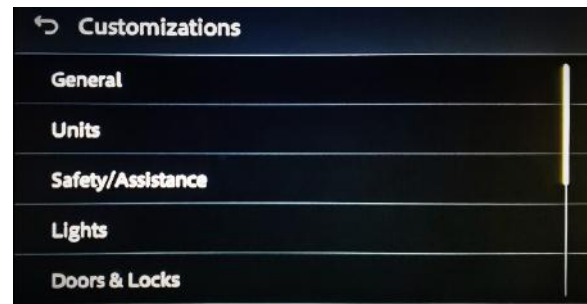 Customizations
General
Units
Safety/Assistance
Lights
Doors & Locks